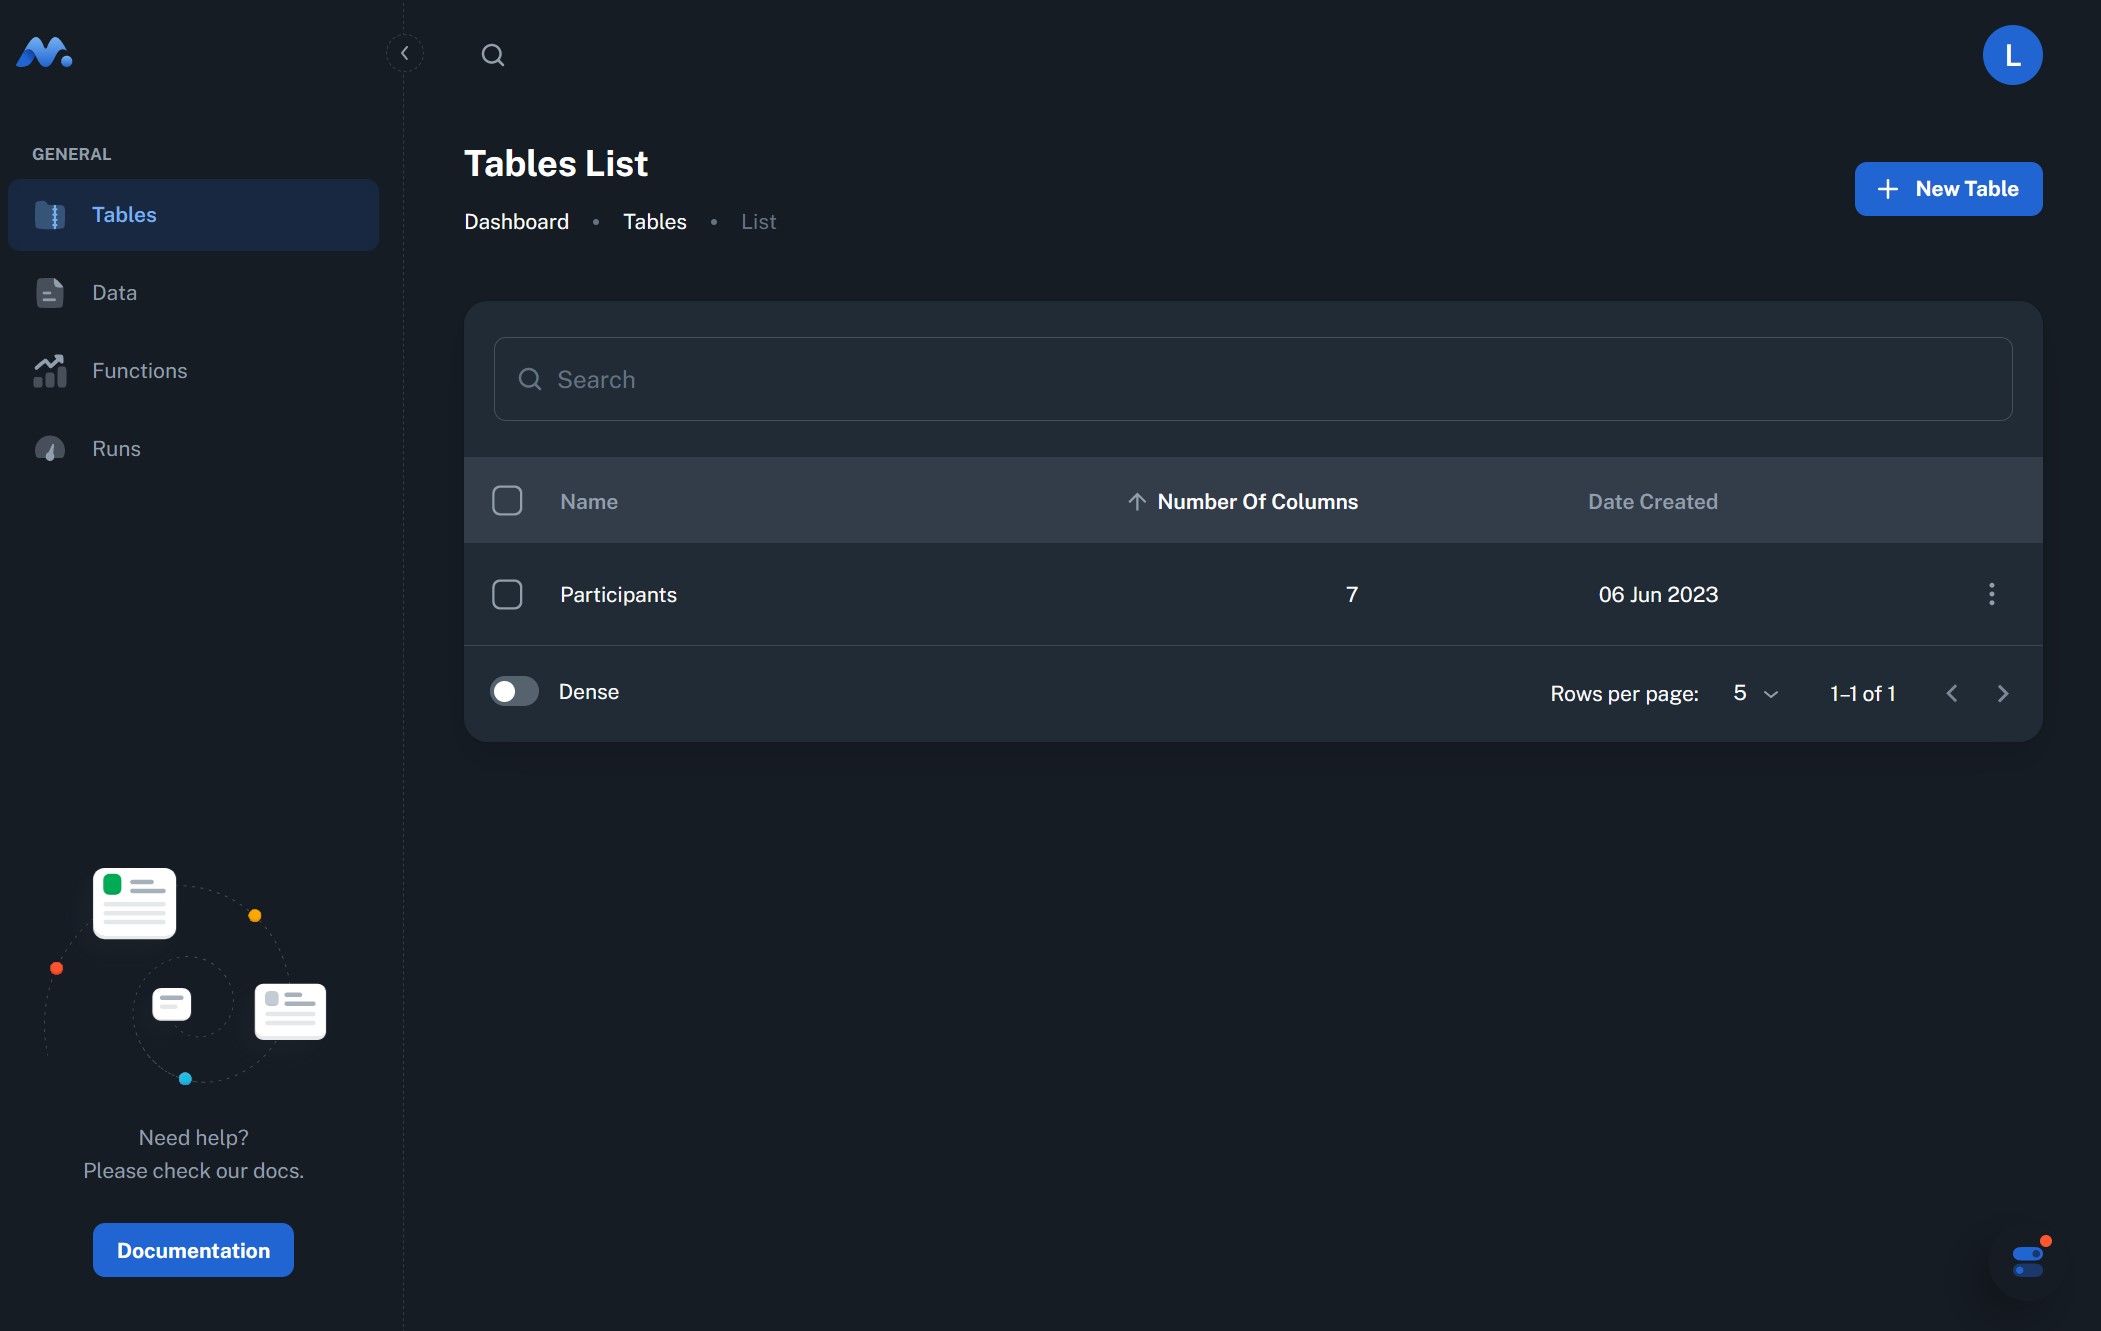 L
GENERAL
Tables
Data
Functions
Runs
Need help?
Please check our docs.
Documentation
Tables List
Dashboard • Tables • List
New Table
Search
Name Number Of Columns Date Created
Participants 7 06 Jun 2023
Dense Rows per page: 5 1–1 of 1